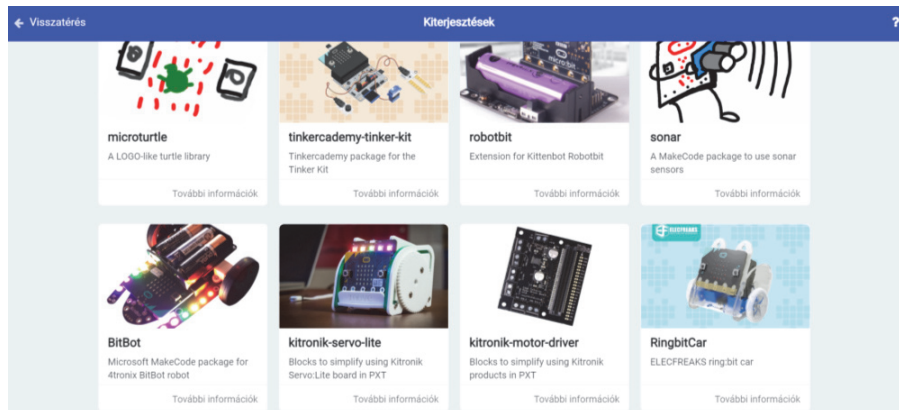 Visszatérés
Kiterjesztések
?
micro:bit
microturtle
A LOGO-like turtle library
További információk
tinkercademy-tinker-kit
Tinkercademy package for the
Tinker Kit
További információk
robotbit
Extension for Kittenbot Robotbit
További információk
sonar
A MakeCode package to use sonar
sensors
További információk
BitBot
Microsoft MakeCode package for
4tronix BitBot robot
További információk
kitronik-servo-lite
Blocks to simplify using Kitronik
Servo:Lite board in PXT
További információk
kitronik-motor-driver
Blocks to simplify using Kitronik
products in PXT
További információk
ELECFREAKS
RingbitCar
ELECFREAKS ring:bit car
További információk